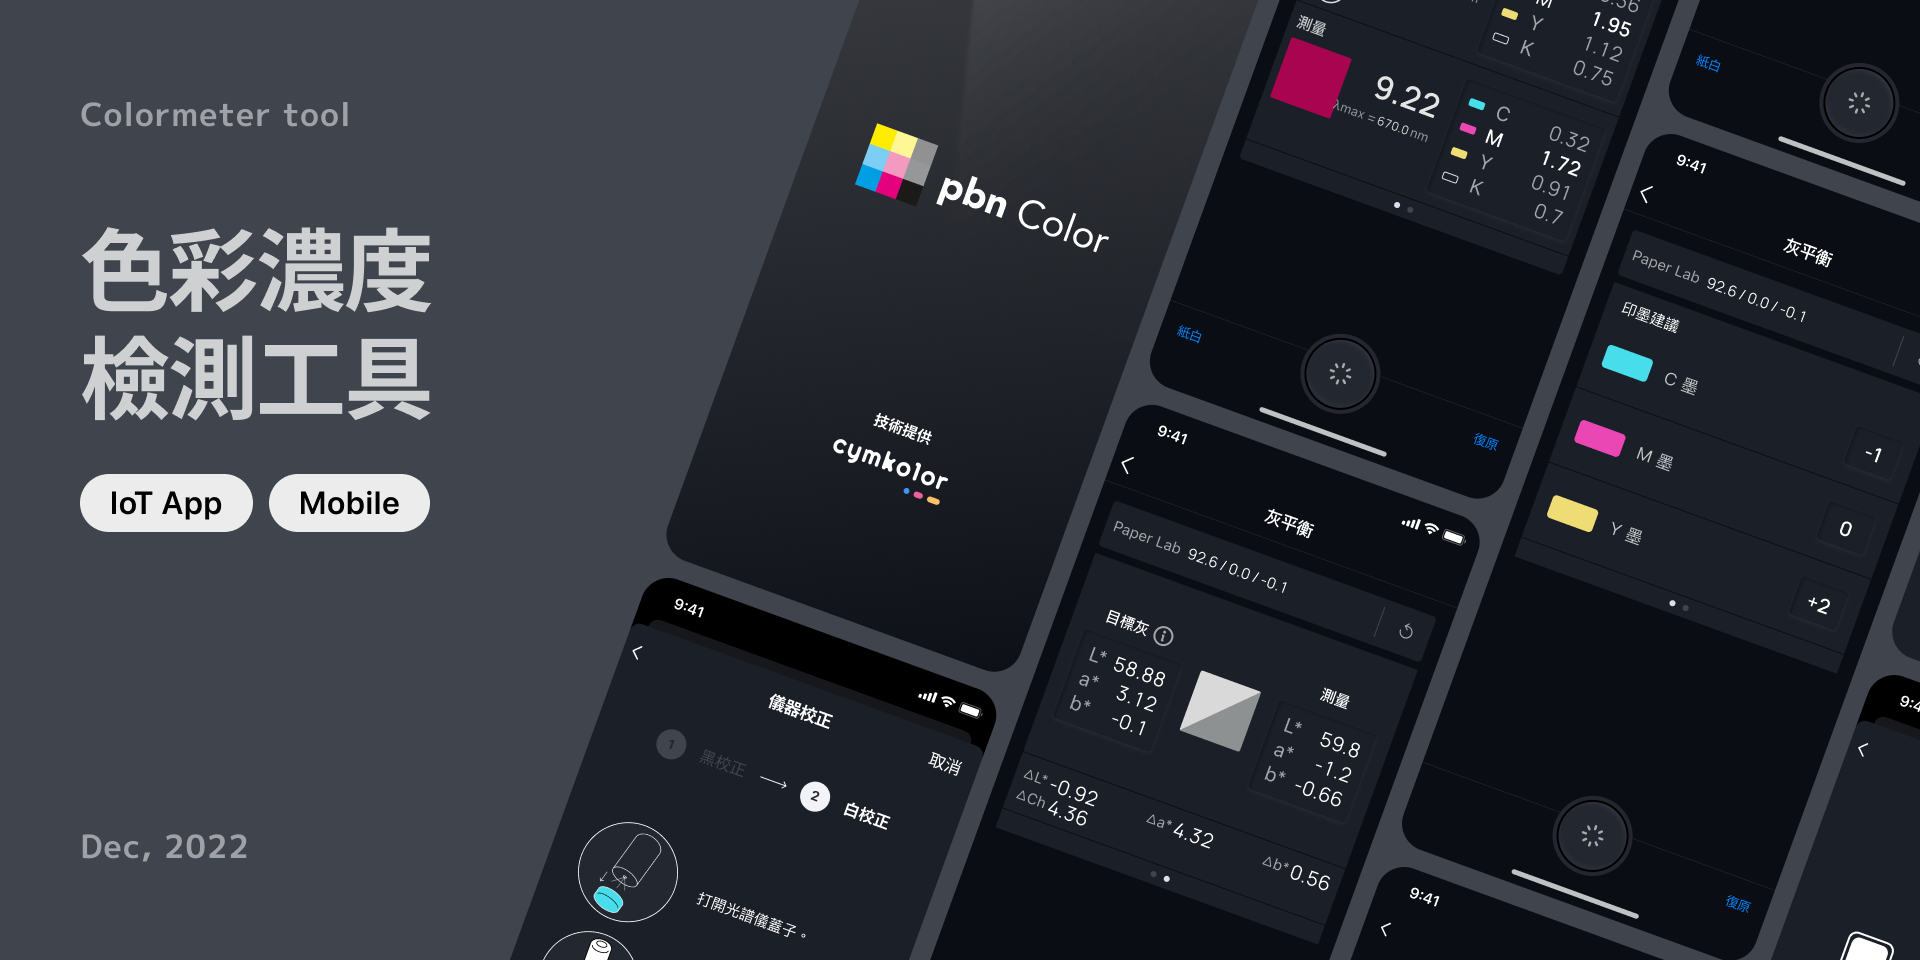 Colormeter tool
色彩濃度
檢測工具
IoT App
Mobile
Dec, 2022
pbn Color
技術提供
cymkolor
9:41
儀器校正
取消
1
黑校正
2
白校正
打開光譜儀蓋子。
M
Y
K
1.95
1.12
0.75
測量
9.22
λmax = 670.0 nm
C 0.32
M 1.72
Y 0.91
K 0.7
紙白
復原
9:41
灰平衡
Paper Lab 92.6 / 0.0 / -0.1
目標灰
L* 58.88
a* 3.12
b* -0.1
測量
L* 59.8
a* -1.2
b* -0.66
△L* -0.92
△Ch 4.36
△a* 4.32
△b* 0.56
紙白
9:41
灰平衡
Paper Lab 92.6 / 0.0 / -0.1
印墨建議
C 墨 -1
M 墨 0
Y 墨 +2
復原
9:41